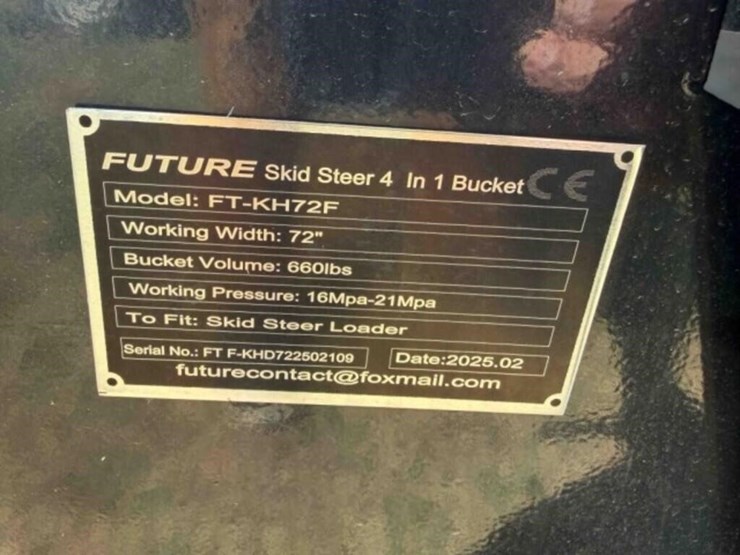 FUTURE Skid Steer 4 In 1 Bucket CE
Model: FT-KH72F
Working Width: 72"
Bucket Volume: 660lbs
Working Pressure: 16Mpa-21Mpa
To Fit: Skid Steer Loader
Serial No.: FT F-KHD722502109 Date:2025.02
futurecontact@foxmail.com